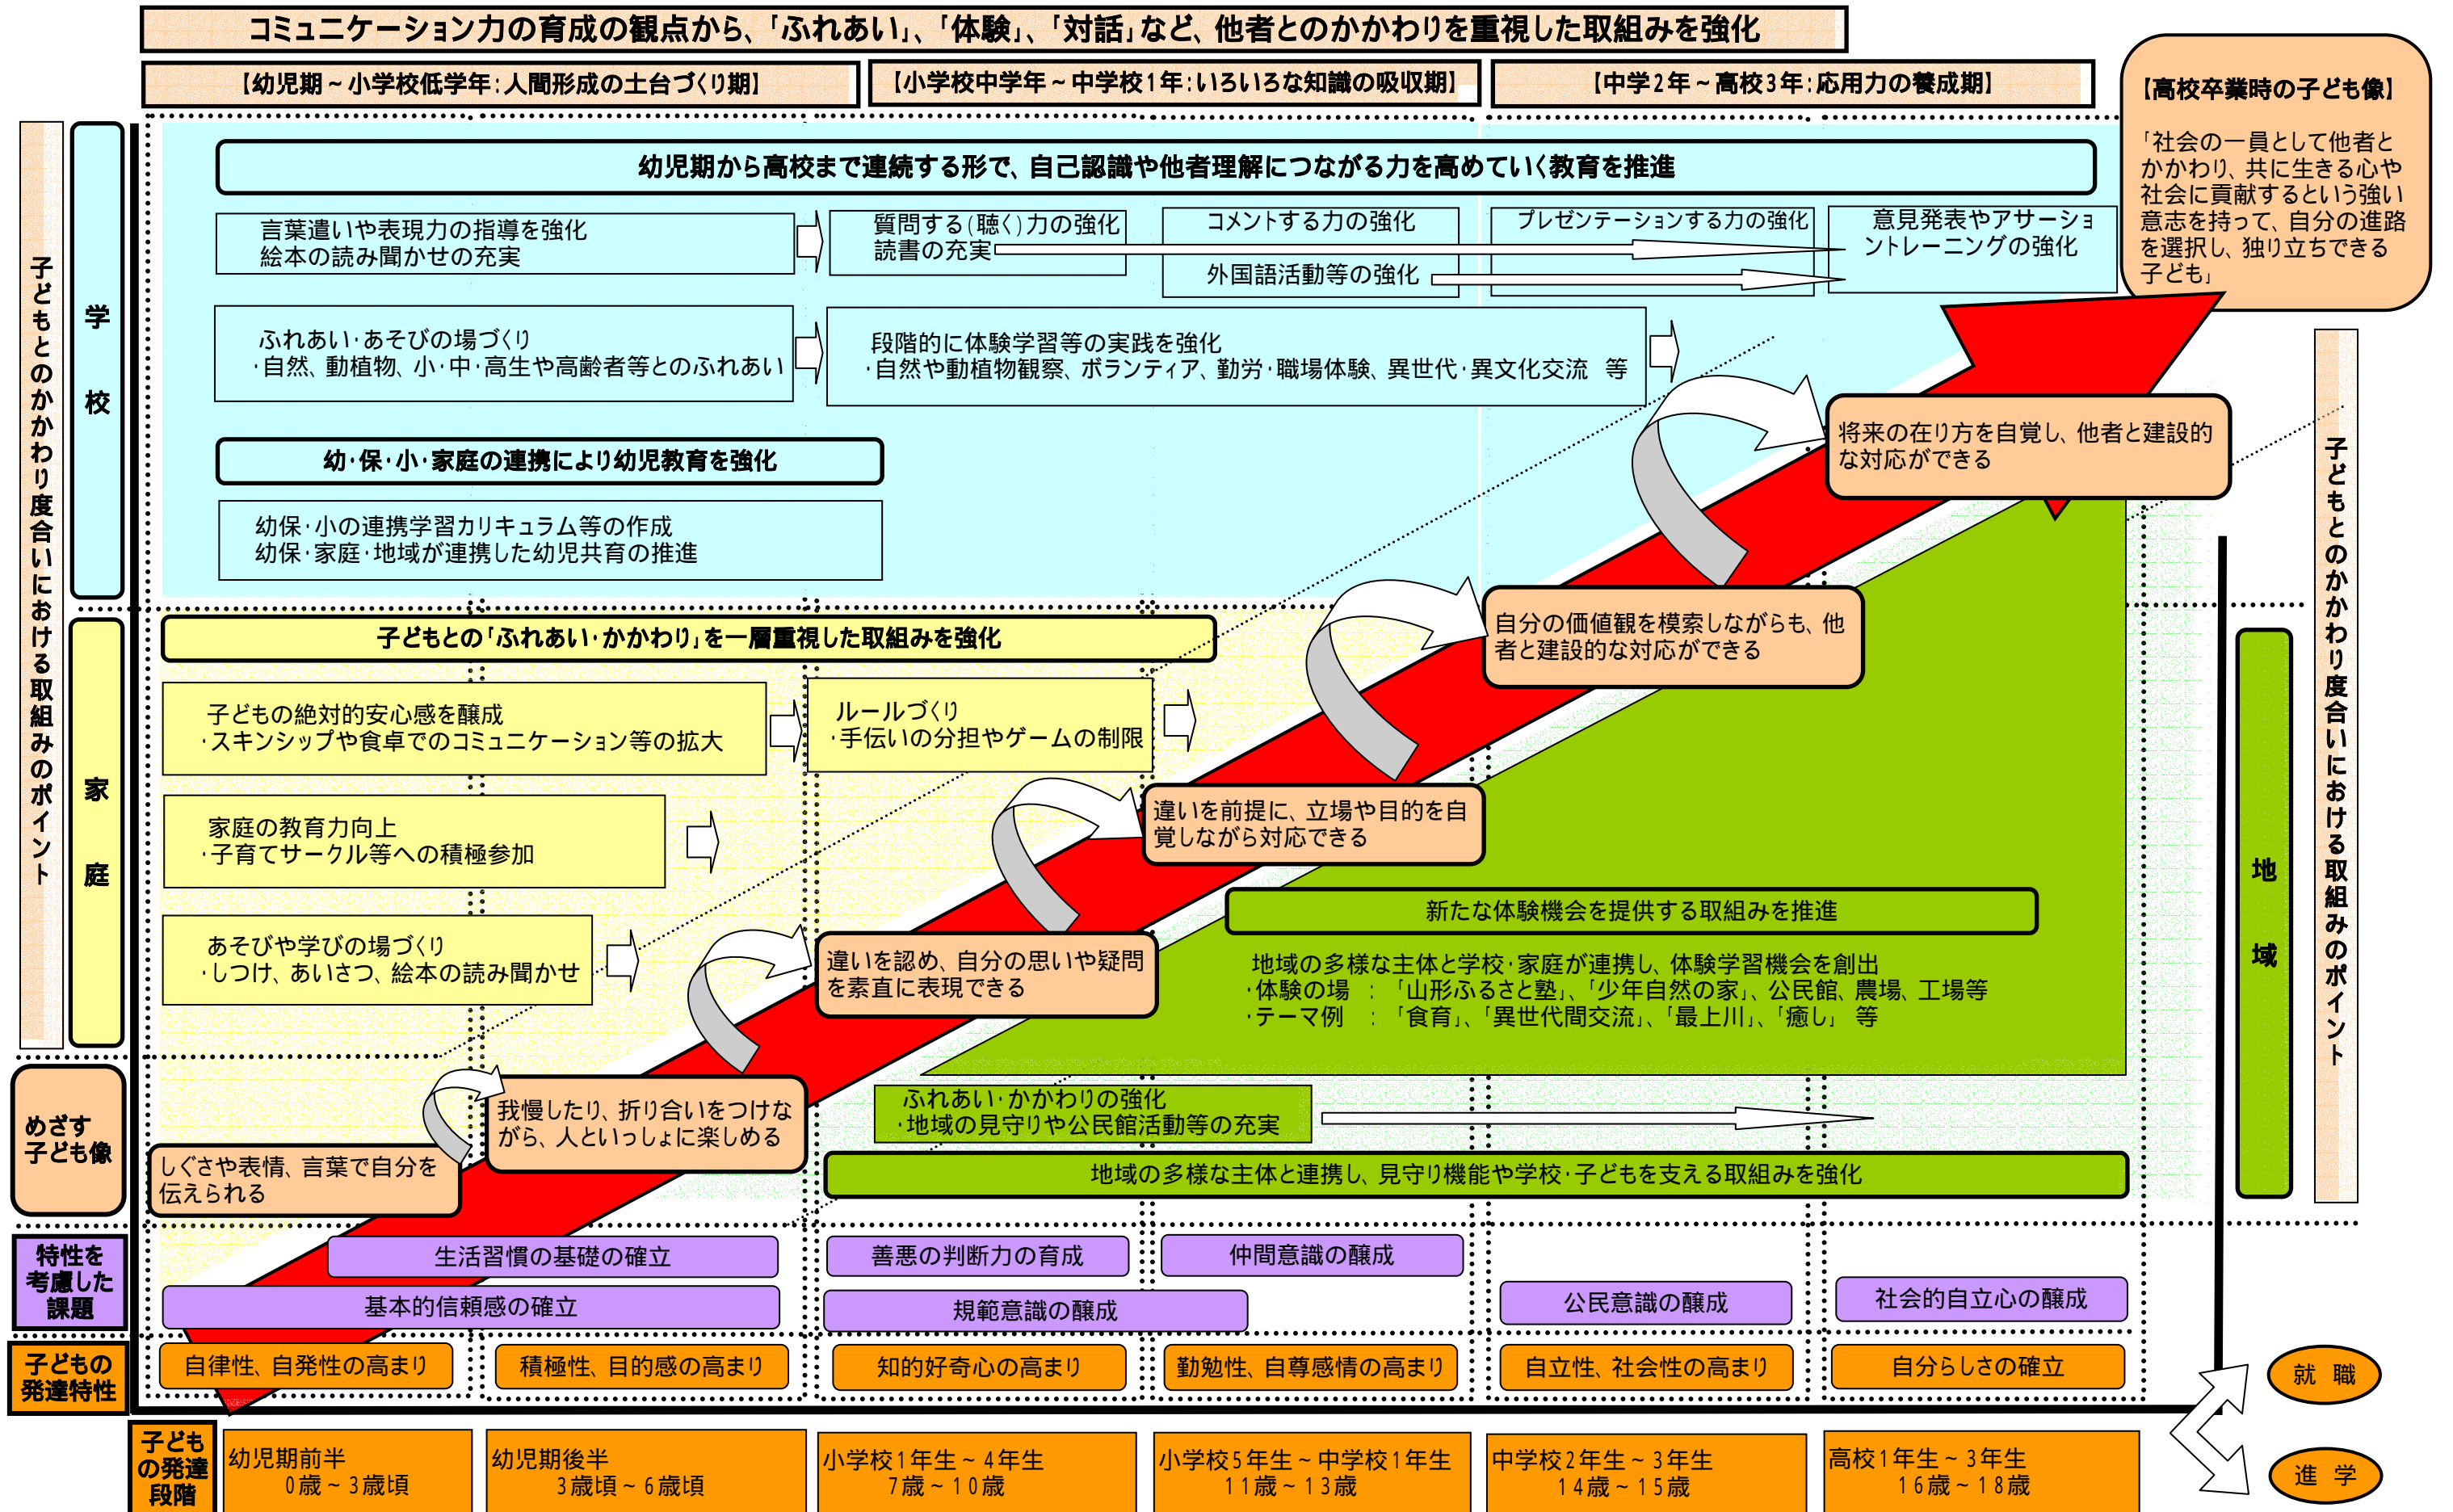 コミュニケーション力の育成の観点から、「ふれあい」、「体験」、「対話」など、他者とのかかわりを重視した取組みを強化
【幼児期～小学校低学年：人間形成の土台づくり期】
【小学校中学年～中学校1年：いろいろな知識の吸収期】
【中学2年～高校3年：応用力の養成期】
【高校卒業時の子ども像】
「社会の一員として他者と
かかわり、共に生きる心や
社会に貢献するという強い
意志を持って、自分の進路
を選択し、独り立ちできる
子ども」
子どもとのかかわり度合いにおける取組みのポイント
学校
幼児期から高校まで連続する形で、自己認識や他者理解につながる力を高めていく教育を推進
言葉遣いや表現力の指導を強化
絵本の読み聞かせの充実
質問する(聴く)力の強化
読書の充実
コメントする力の強化
外国語活動等の強化
プレゼンテーションする力の強化
意見発表やアサーショ
ントレーニングの強化
ふれあい・あそびの場づくり
・自然、動植物、小・中・高生や高齢者等とのふれあい
段階的に体験学習等の実践を強化
・自然や動植物観察、ボランティア、勤労・職場体験、異世代・異文化交流 等
幼・保・小・家庭の連携により幼児教育を強化
幼保・小の連携学習カリキュラム等の作成
幼保・家庭・地域が連携した幼児共育の推進
家庭
子どもとの「ふれあい・かかわり」を一層重視した取組みを強化
子どもの絶対的安心感を醸成
・スキンシップや食卓でのコミュニケーション等の拡大
ルールづくり
・手伝いの分担やゲームの制限
家庭の教育力向上
・子育てサークル等への積極参加
あそびや学びの場づくり
・しつけ、あいさつ、絵本の読み聞かせ
将来の在り方を自覚し、他者と建設的
な対応ができる
自分の価値観を模索しながらも、他
者と建設的な対応ができる
違いを前提に、立場や目的を自
覚しながら対応できる
違いを認め、自分の思いや疑問
を素直に表現できる
我慢したり、折り合いをつけな
がら、人といっしょに楽しめる
しぐさや表情、言葉で自分を
伝えられる
めざす
子ども像
子どもとのかかわり度合いにおける取組みのポイント
地域
新たな体験機会を提供する取組みを推進
地域の多様な主体と学校・家庭が連携し、体験学習機会を創出
・体験の場 ： 「山形ふるさと塾」、「少年自然の家」、公民館、農場、工場等
・テーマ例 ： 「食育」、「異世代間交流」、「最上川」、「癒し」 等
ふれあい・かかわりの強化
・地域の見守りや公民館活動等の充実
地域の多様な主体と連携し、見守り機能や学校・子どもを支える取組みを強化
特性を
考慮した
課題
生活習慣の基礎の確立
基本的信頼感の確立
善悪の判断力の育成
規範意識の醸成
仲間意識の醸成
公民意識の醸成
社会的自立心の醸成
子どもの
発達特性
自律性、自発性の高まり
積極性、目的感の高まり
知的好奇心の高まり
勤勉性、自尊感情の高まり
自立性、社会性の高まり
自分らしさの確立
子ども
の発達
段階
幼児期前半
0歳～3歳頃
幼児期後半
3歳頃～6歳頃
小学校1年生～4年生
7歳～10歳
小学校5年生～中学校1年生
11歳～13歳
中学校2年生～3年生
14歳～15歳
高校1年生～3年生
16歳～18歳
就 職
進 学